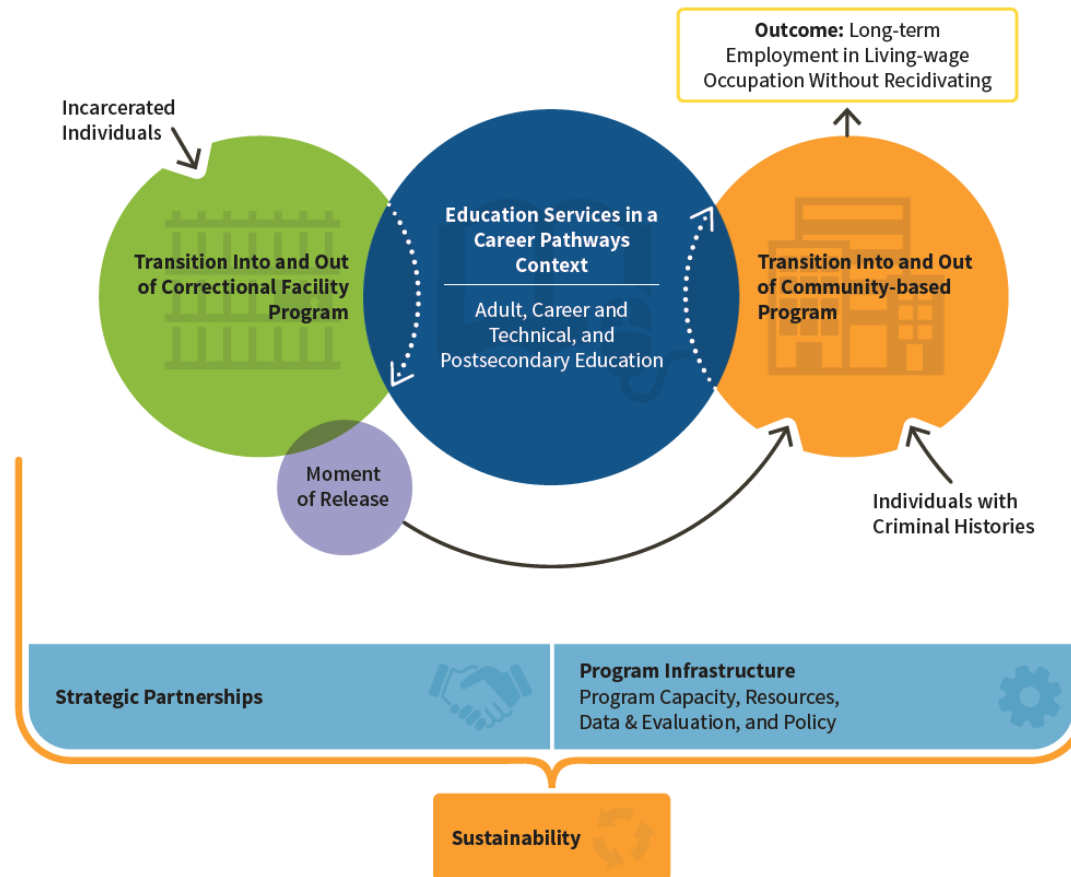 Outcome: Long-term
Employment in Living-wage
Occupation Without Recidivating
Incarcerated
Individuals
Transition Into and Out
of Correctional Facility
Program
Education Services in a
Career Pathways
Context
Adult, Career and
Technical, and
Postsecondary Education
Transition Into and Out
of Community-based
Program
Moment
of Release
Individuals with
Criminal Histories
Strategic Partnerships
Program Infrastructure
Program Capacity, Resources,
Data & Evaluation, and Policy
Sustainability